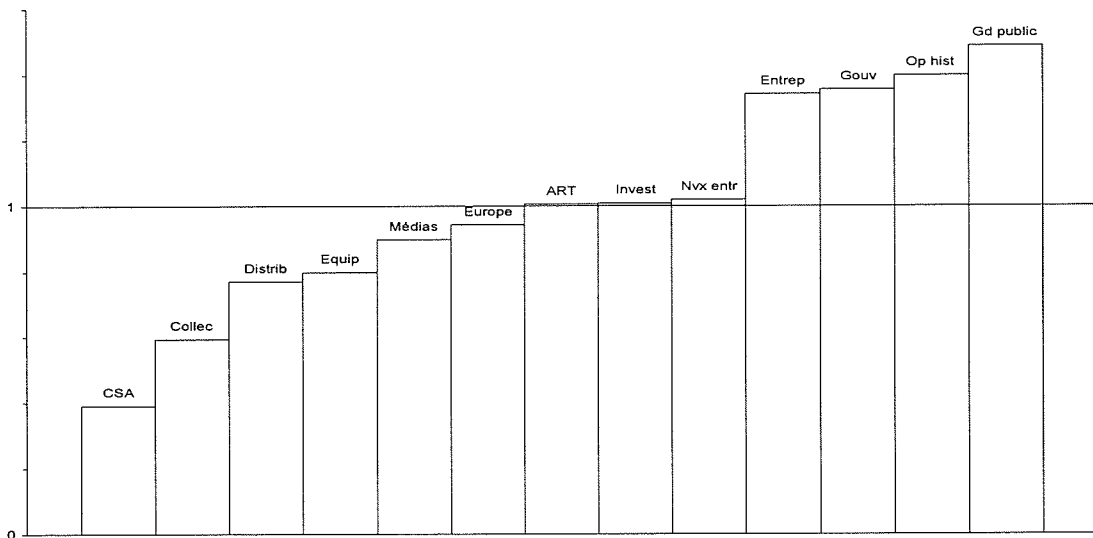 Gd public
Op hist
Gouv
Entrep
Nvx entr
Invest
ART
Europe
1
Médias
Equip
Distrib
Collec
CSA
0